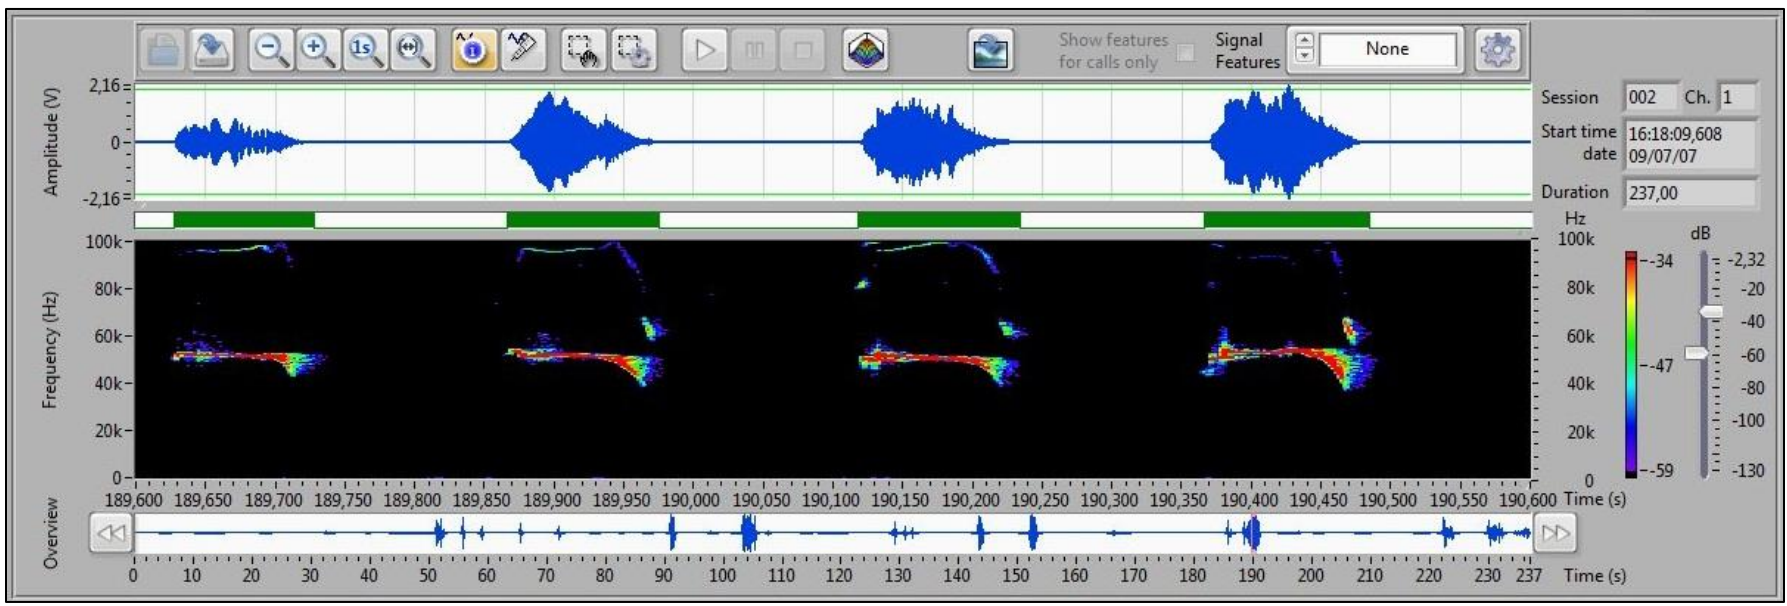 1s
Show features
for calls only
Signal
Features
None
Amplitude (V)
2,16
0
-2,16
Session 002 Ch. 1
Start time 16:18:09,608
date 09/07/07
Duration 237,00
Frequency (Hz)
100k
80k
60k
40k
20k
0
Hz
100k
80k
60k
40k
20k
0
-34
-47
-59
dB
-2,32
-20
-40
-60
-80
-100
-130
189,600 189,650 189,700 189,750 189,800 189,850 189,900 189,950 190,000 190,050 190,100 190,150 190,200 190,250 190,300 190,350 190,400 190,450 190,500 190,550 190,600 Time (s)
Overview
0 10 20 30 40 50 60 70 80 90 100 110 120 130 140 150 160 170 180 190 200 210 220 230 237 Time (s)